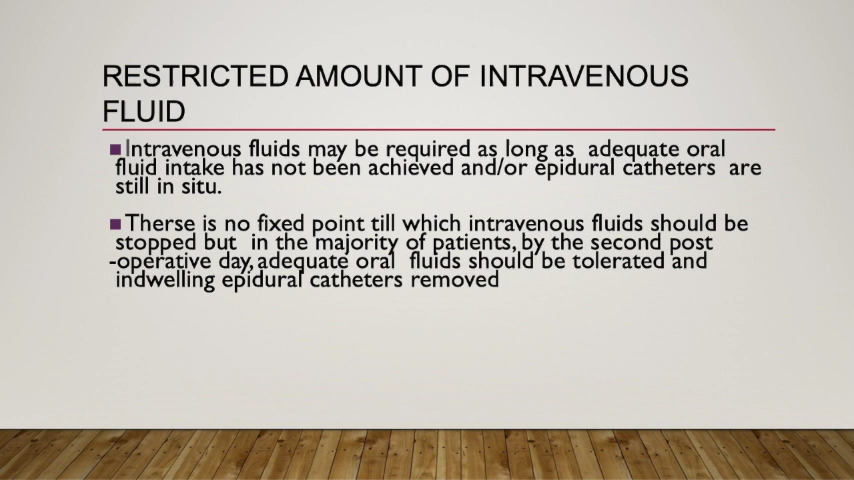 RESTRICTED AMOUNT OF INTRAVENOUS
FLUID
■Intravenous fluids may be required as long as adequate oral
fluid intake has not been achieved and/or epidural catheters are
still in situ.
■Therse is no fixed point till which intravenous fluids should be
stopped but in the majority of patients, by the second post
-operative day, adequate oral fluids should be tolerated and
indwelling epidural catheters removed